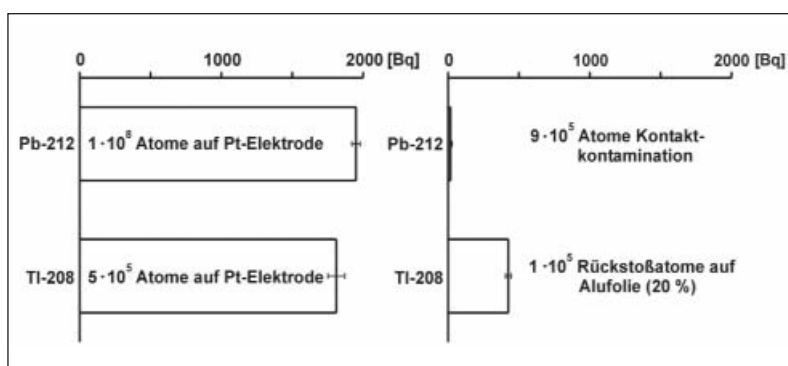 0 1000 2000 [Bq]
Pb-212 1·10⁸ Atome auf Pt-Elektrode
Tl-208 5·10⁵ Atome auf Pt-Elektrode
0 1000 2000 [Bq]
Pb-212 9·10⁵ Atome Kontakt-
kontamination
Tl-208 1·10⁵ Rückstoßatome auf
Alufolie (20 %)